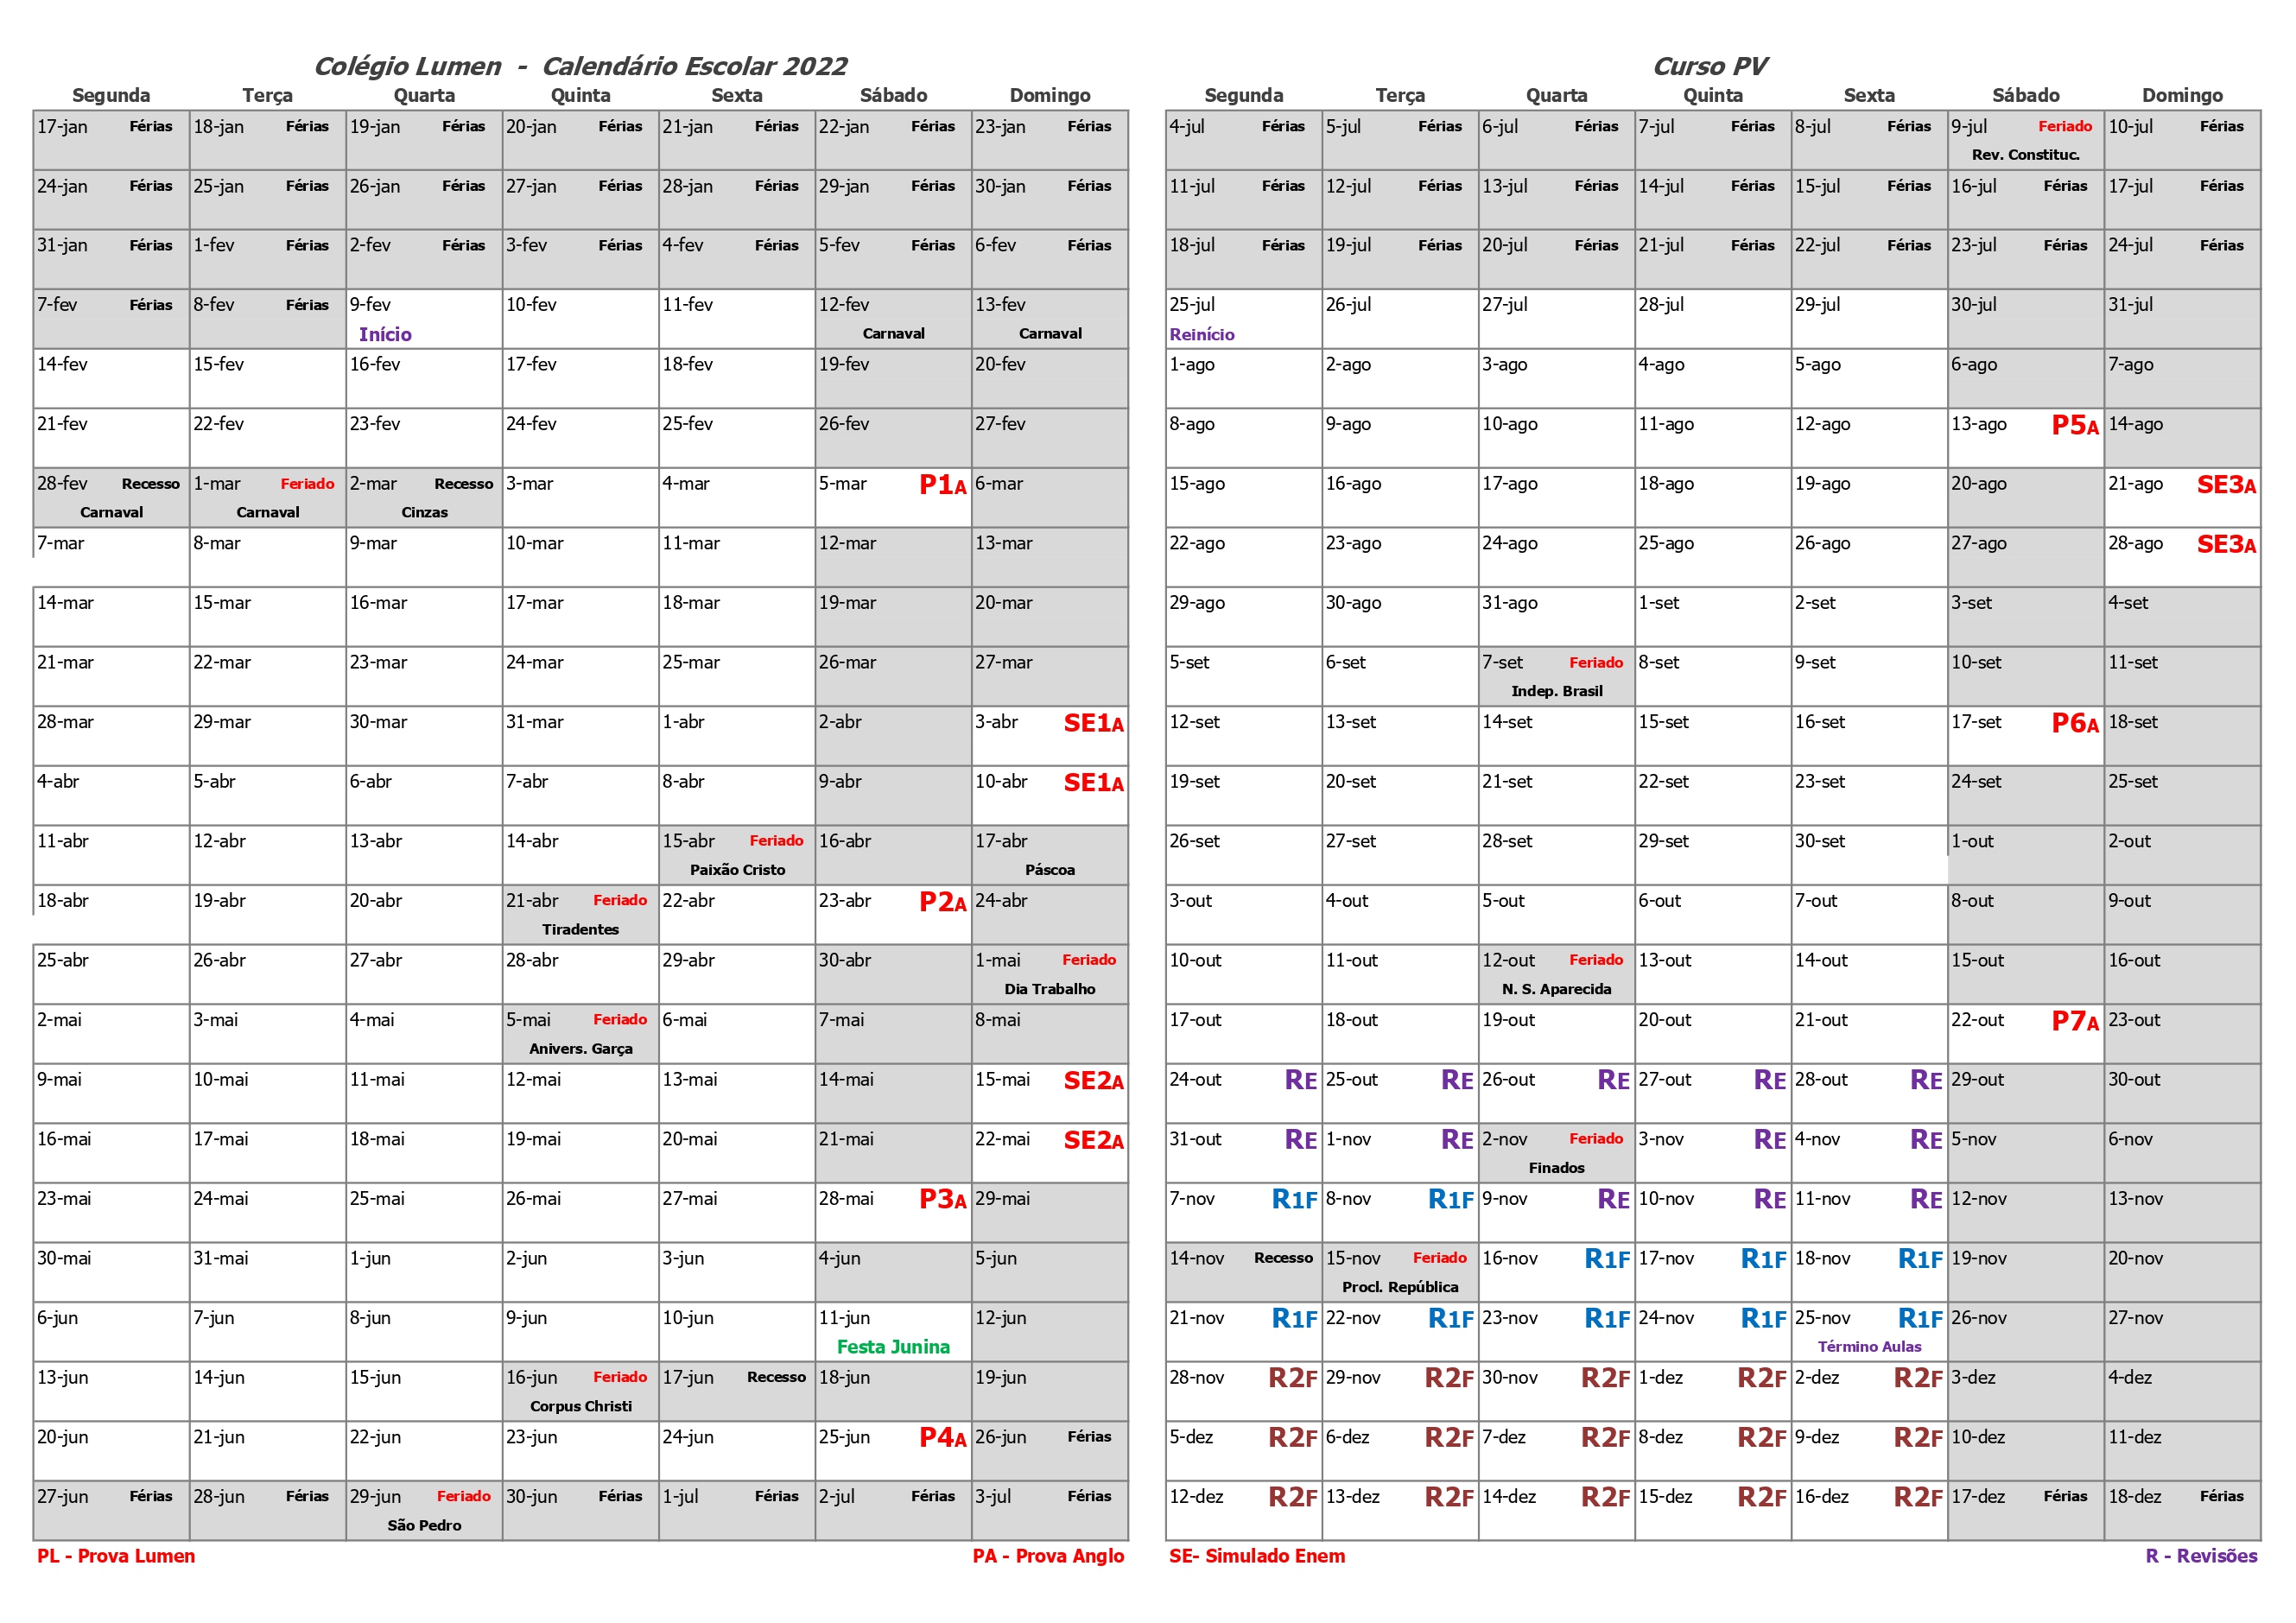 Colégio Lumen - Calendário Escolar 2022
Segunda Terça Quarta Quinta Sexta Sábado Domingo
17-jan Férias 18-jan Férias 19-jan Férias 20-jan Férias 21-jan Férias 22-jan Férias 23-jan Férias
24-jan Férias 25-jan Férias 26-jan Férias 27-jan Férias 28-jan Férias 29-jan Férias 30-jan Férias
31-jan Férias 1-fev Férias 2-fev Férias 3-fev Férias 4-fev Férias 5-fev Férias 6-fev Férias
7-fev Férias 8-fev Férias 9-fev 10-fev 11-fev 12-fev 13-fev
Início Carnaval Carnaval
14-fev 15-fev 16-fev 17-fev 18-fev 19-fev 20-fev
21-fev 22-fev 23-fev 24-fev 25-fev 26-fev 27-fev
28-fev Recesso 1-mar Feriado 2-mar Recesso 3-mar 4-mar 5-mar P1A 6-mar
Carnaval Carnaval Cinzas
7-mar 8-mar 9-mar 10-mar 11-mar 12-mar 13-mar
14-mar 15-mar 16-mar 17-mar 18-mar 19-mar 20-mar
21-mar 22-mar 23-mar 24-mar 25-mar 26-mar 27-mar
28-mar 29-mar 30-mar 31-mar 1-abr 2-abr 3-abr SE1A
4-abr 5-abr 6-abr 7-abr 8-abr 9-abr 10-abr SE1A
11-abr 12-abr 13-abr 14-abr 15-abr Feriado 16-abr 17-abr
Paixão Cristo Páscoa
18-abr 19-abr 20-abr 21-abr Feriado 22-abr 23-abr P2A 24-abr
Tiradentes
25-abr 26-abr 27-abr 28-abr 29-abr 30-abr 1-mai Feriado
Dia Trabalho
2-mai 3-mai 4-mai 5-mai Feriado 6-mai 7-mai 8-mai
Anivers. Garça
9-mai 10-mai 11-mai 12-mai 13-mai 14-mai 15-mai SE2A
16-mai 17-mai 18-mai 19-mai 20-mai 21-mai 22-mai SE2A
23-mai 24-mai 25-mai 26-mai 27-mai 28-mai P3A 29-mai
30-mai 31-mai 1-jun 2-jun 3-jun 4-jun 5-jun
6-jun 7-jun 8-jun 9-jun 10-jun 11-jun 12-jun
Festa Junina
13-jun 14-jun 15-jun 16-jun Feriado 17-jun Recesso 18-jun 19-jun
Corpus Christi
20-jun 21-jun 22-jun 23-jun 24-jun 25-jun P4A 26-jun Férias
27-jun Férias 28-jun Férias 29-jun Feriado 30-jun Férias 1-jul Férias 2-jul Férias 3-jul Férias
São Pedro
PL - Prova Lumen PA - Prova Anglo
Curso PV
Segunda Terça Quarta Quinta Sexta Sábado Domingo
4-jul Férias 5-jul Férias 6-jul Férias 7-jul Férias 8-jul Férias 9-jul Feriado 10-jul Férias
Rev. Constituc.
11-jul Férias 12-jul Férias 13-jul Férias 14-jul Férias 15-jul Férias 16-jul Férias 17-jul Férias
18-jul Férias 19-jul Férias 20-jul Férias 21-jul Férias 22-jul Férias 23-jul Férias 24-jul Férias
25-jul 26-jul 27-jul 28-jul 29-jul 30-jul 31-jul
Reinício
1-ago 2-ago 3-ago 4-ago 5-ago 6-ago 7-ago
8-ago 9-ago 10-ago 11-ago 12-ago 13-ago P5A 14-ago
15-ago 16-ago 17-ago 18-ago 19-ago 20-ago 21-ago SE3A
22-ago 23-ago 24-ago 25-ago 26-ago 27-ago 28-ago SE3A
29-ago 30-ago 31-ago 1-set 2-set 3-set 4-set
5-set 6-set 7-set Feriado 8-set 9-set 10-set 11-set
Indep. Brasil
12-set 13-set 14-set 15-set 16-set 17-set P6A 18-set
19-set 20-set 21-set 22-set 23-set 24-set 25-set
26-set 27-set 28-set 29-set 30-set 1-out 2-out
3-out 4-out 5-out 6-out 7-out 8-out 9-out
10-out 11-out 12-out Feriado 13-out 14-out 15-out 16-out
N. S. Aparecida
17-out 18-out 19-out 20-out 21-out 22-out P7A 23-out
24-out RE 25-out RE 26-out RE 27-out RE 28-out RE 29-out 30-out
31-out RE 1-nov RE 2-nov Feriado 3-nov RE 4-nov RE 5-nov 6-nov
Finados
7-nov R1F 8-nov R1F 9-nov RE 10-nov RE 11-nov RE 12-nov 13-nov
14-nov Recesso 15-nov Feriado 16-nov R1F 17-nov R1F 18-nov R1F 19-nov 20-nov
Procl. República
21-nov R1F 22-nov R1F 23-nov R1F 24-nov R1F 25-nov R1F 26-nov 27-nov
Término Aulas
28-nov R2F 29-nov R2F 30-nov R2F 1-dez R2F 2-dez R2F 3-dez 4-dez
5-dez R2F 6-dez R2F 7-dez R2F 8-dez R2F 9-dez R2F 10-dez 11-dez
12-dez R2F 13-dez R2F 14-dez R2F 15-dez R2F 16-dez R2F 17-dez Férias 18-dez Férias
SE- Simulado Enem R - Revisões